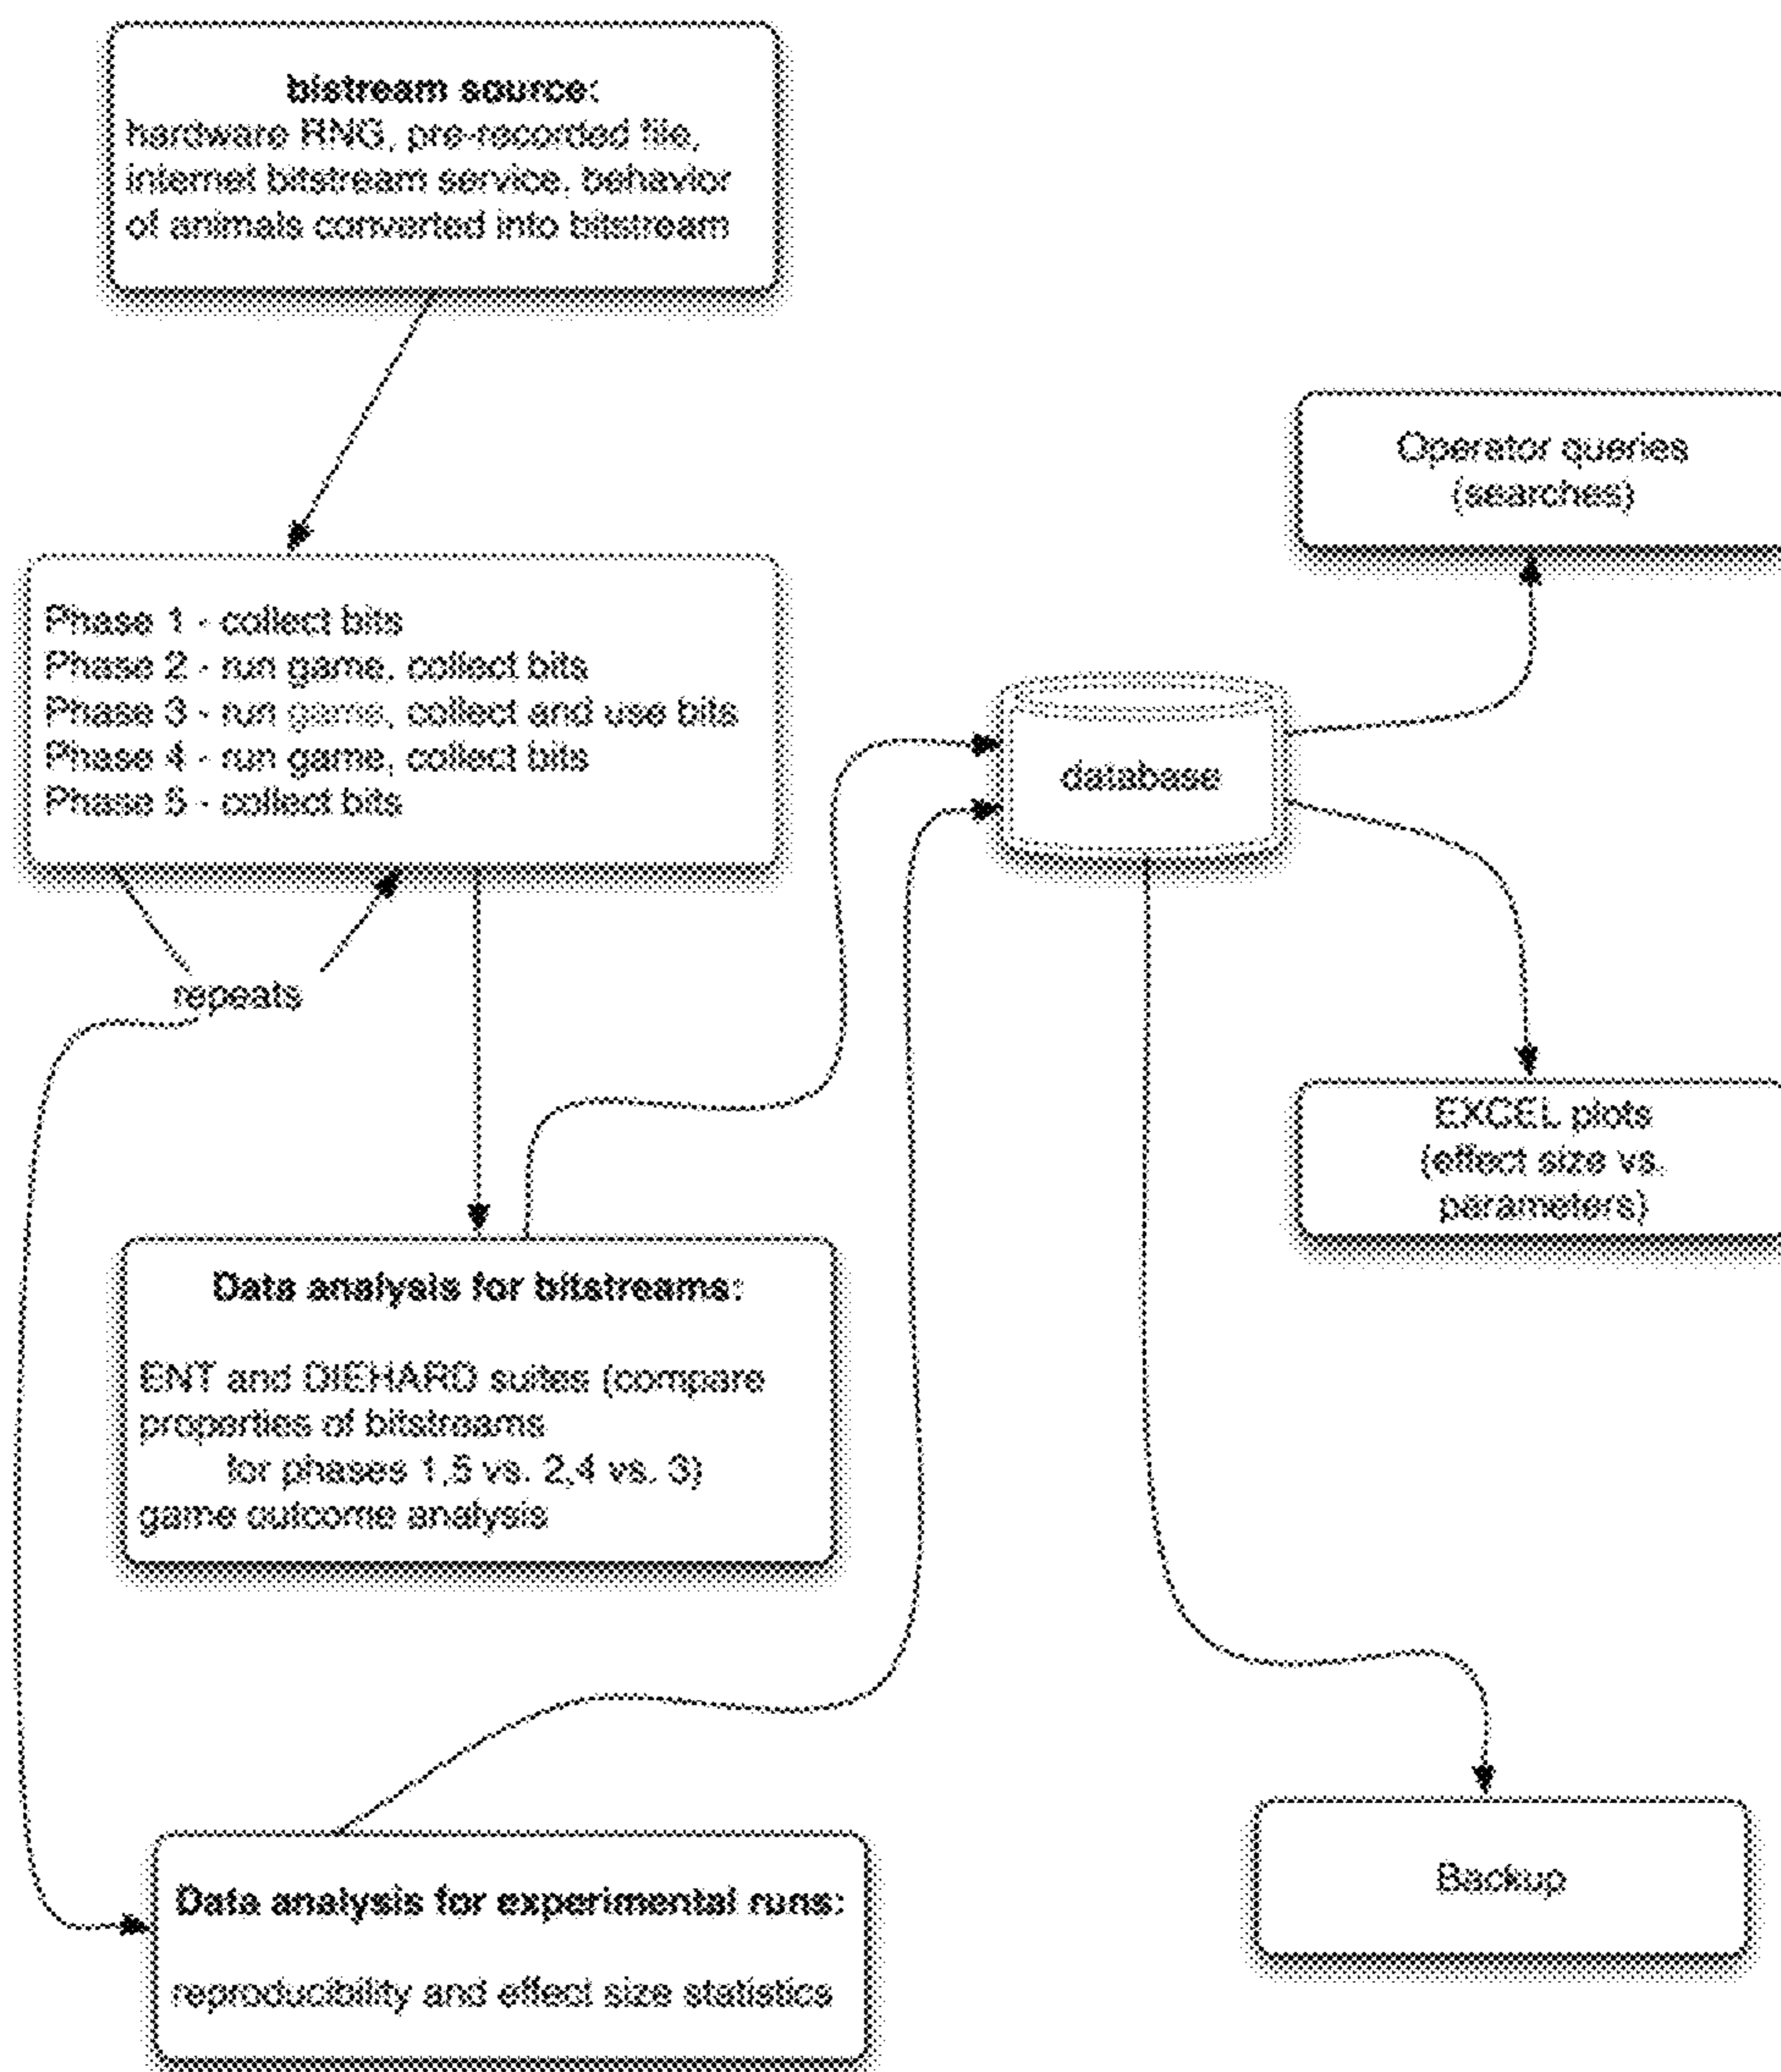 bistream source:
hardware RNG, pre-recorded file,
internet bitstream service, behavior
of animals converted into bitstream
Phase 1 - collect bits
Phase 2 - run game, collect bits
Phase 3 - run game, collect and use bits
Phase 4 - run game, collect bits
Phase 5 - collect bits
repeats
Data analysis for bitstreams:
ENT and DIEHARD suites (compare
properties of bitstreams
for phases 1,5 vs. 2,4 vs. 3)
game outcome analysis
Data analysis for experimental runs:
reproducibility and effect size statistics
database
Operator queries
(searches)
EXCEL plots
(effect size vs.
parameters)
Backup